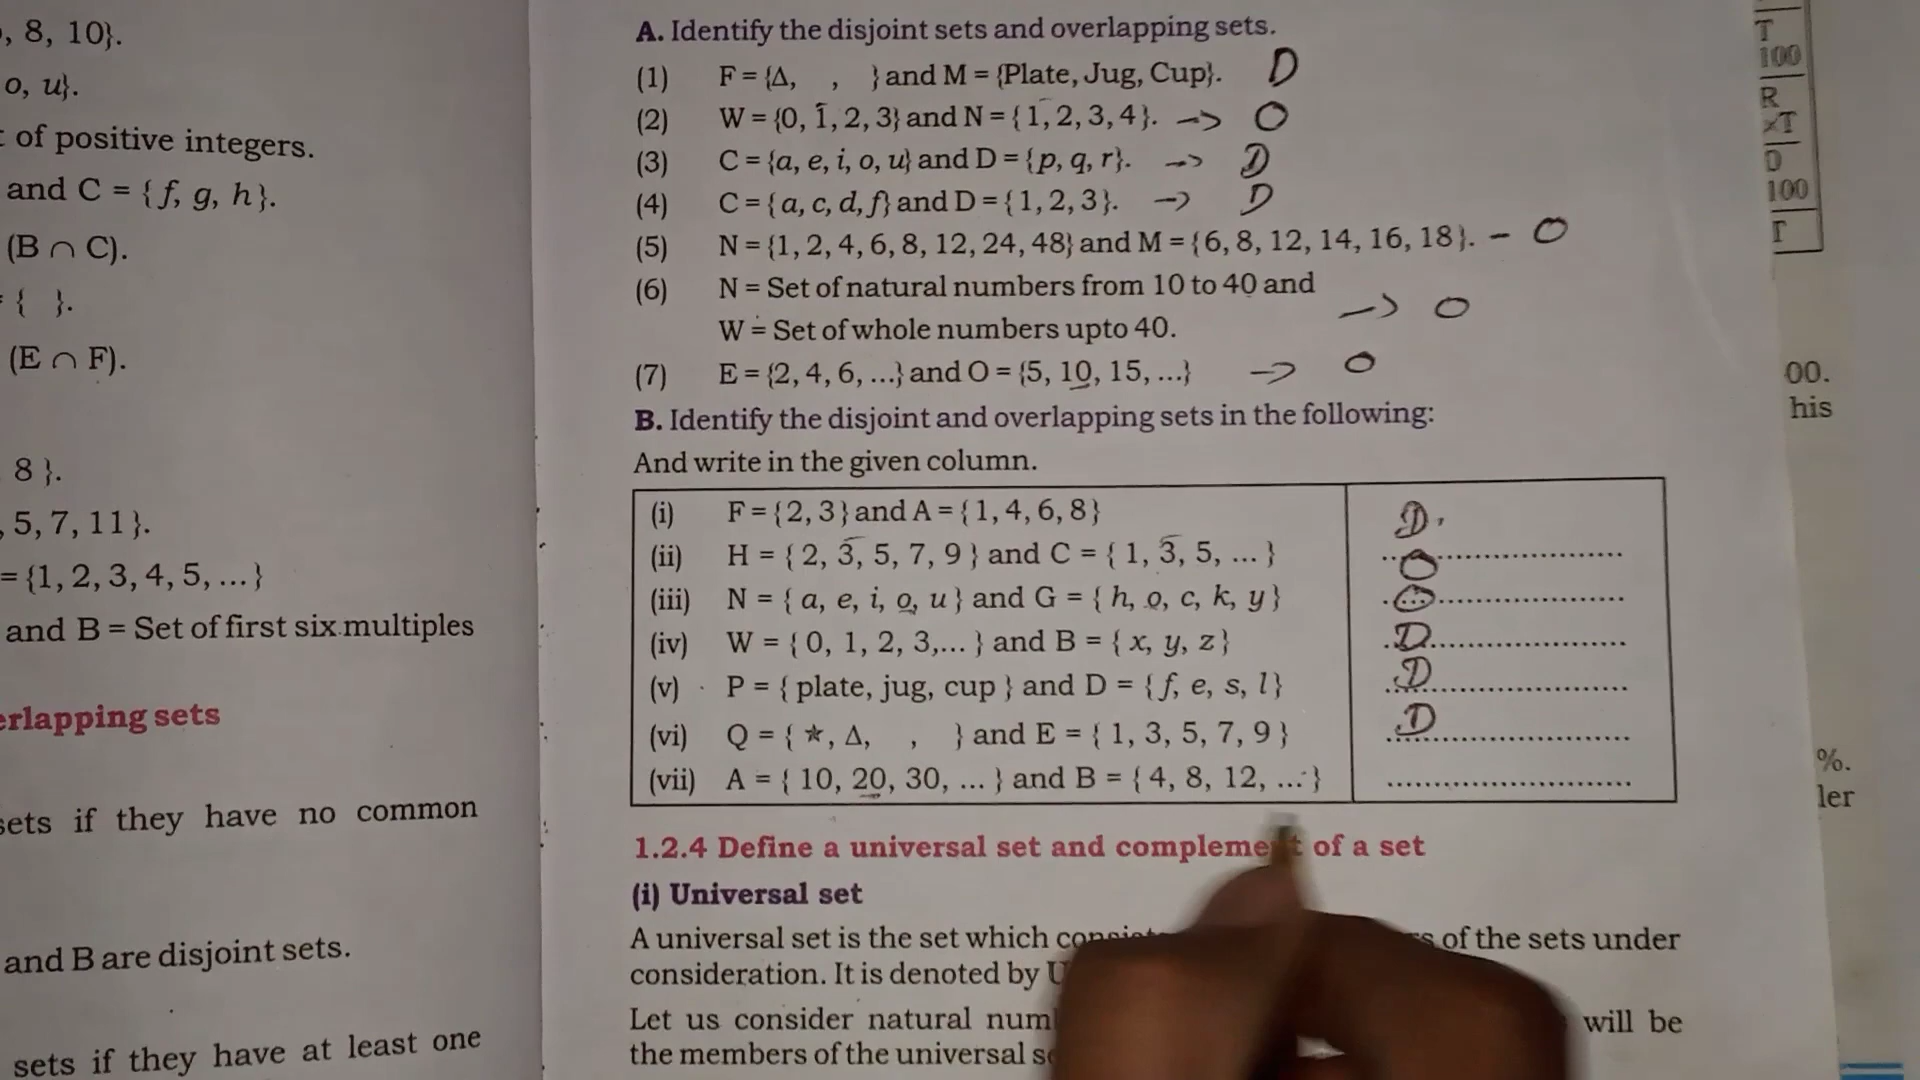 , 8, 10}.
o, u}.
of positive integers.
and C = { f, g, h }.
(B ∩ C).
{ }.
(E ∩ F).
8 }.
, 5, 7, 11 }.
= {1, 2, 3, 4, 5, ... }
and B = Set of first six multiples
erlapping sets
sets if they have no common
and B are disjoint sets.
sets if they have at least one
A. Identify the disjoint sets and overlapping sets.
(1) F = {Δ, , } and M = {Plate, Jug, Cup}. D
(2) W = {0, 1, 2, 3} and N = { 1, 2, 3, 4 }. → O
(3) C = {a, e, i, o, u} and D = { p, q, r}. → D
(4) C = { a, c, d, f} and D = { 1, 2, 3 }. → D
(5) N = {1, 2, 4, 6, 8, 12, 24, 48} and M = { 6, 8, 12, 14, 16, 18 }. – O
(6) N = Set of natural numbers from 10 to 40 and
W = Set of whole numbers upto 40. → O
(7) E = {2, 4, 6, ...} and O = {5, 10, 15, ...} → O
B. Identify the disjoint and overlapping sets in the following:
And write in the given column.
(i) F = { 2, 3 } and A = { 1, 4, 6, 8 } D
(ii) H = { 2, 3, 5, 7, 9 } and C = { 1, 3, 5, ... } O
(iii) N = { a, e, i, o, u } and G = { h, o, c, k, y } O
(iv) W = { 0, 1, 2, 3,... } and B = { x, y, z } D
(v) P = { plate, jug, cup } and D = { f, e, s, l } D
(vi) Q = { ★, Δ, , } and E = { 1, 3, 5, 7, 9 } D
(vii) A = { 10, 20, 30, ... } and B = { 4, 8, 12, ... }
1.2.4 Define a universal set and complement of a set
(i) Universal set
A universal set is the set which of the sets under
consideration. It is denoted by U
Let us consider natural will be
the members of the universal
T
100
R
×T
D
100
T
00.
his
%.
ler